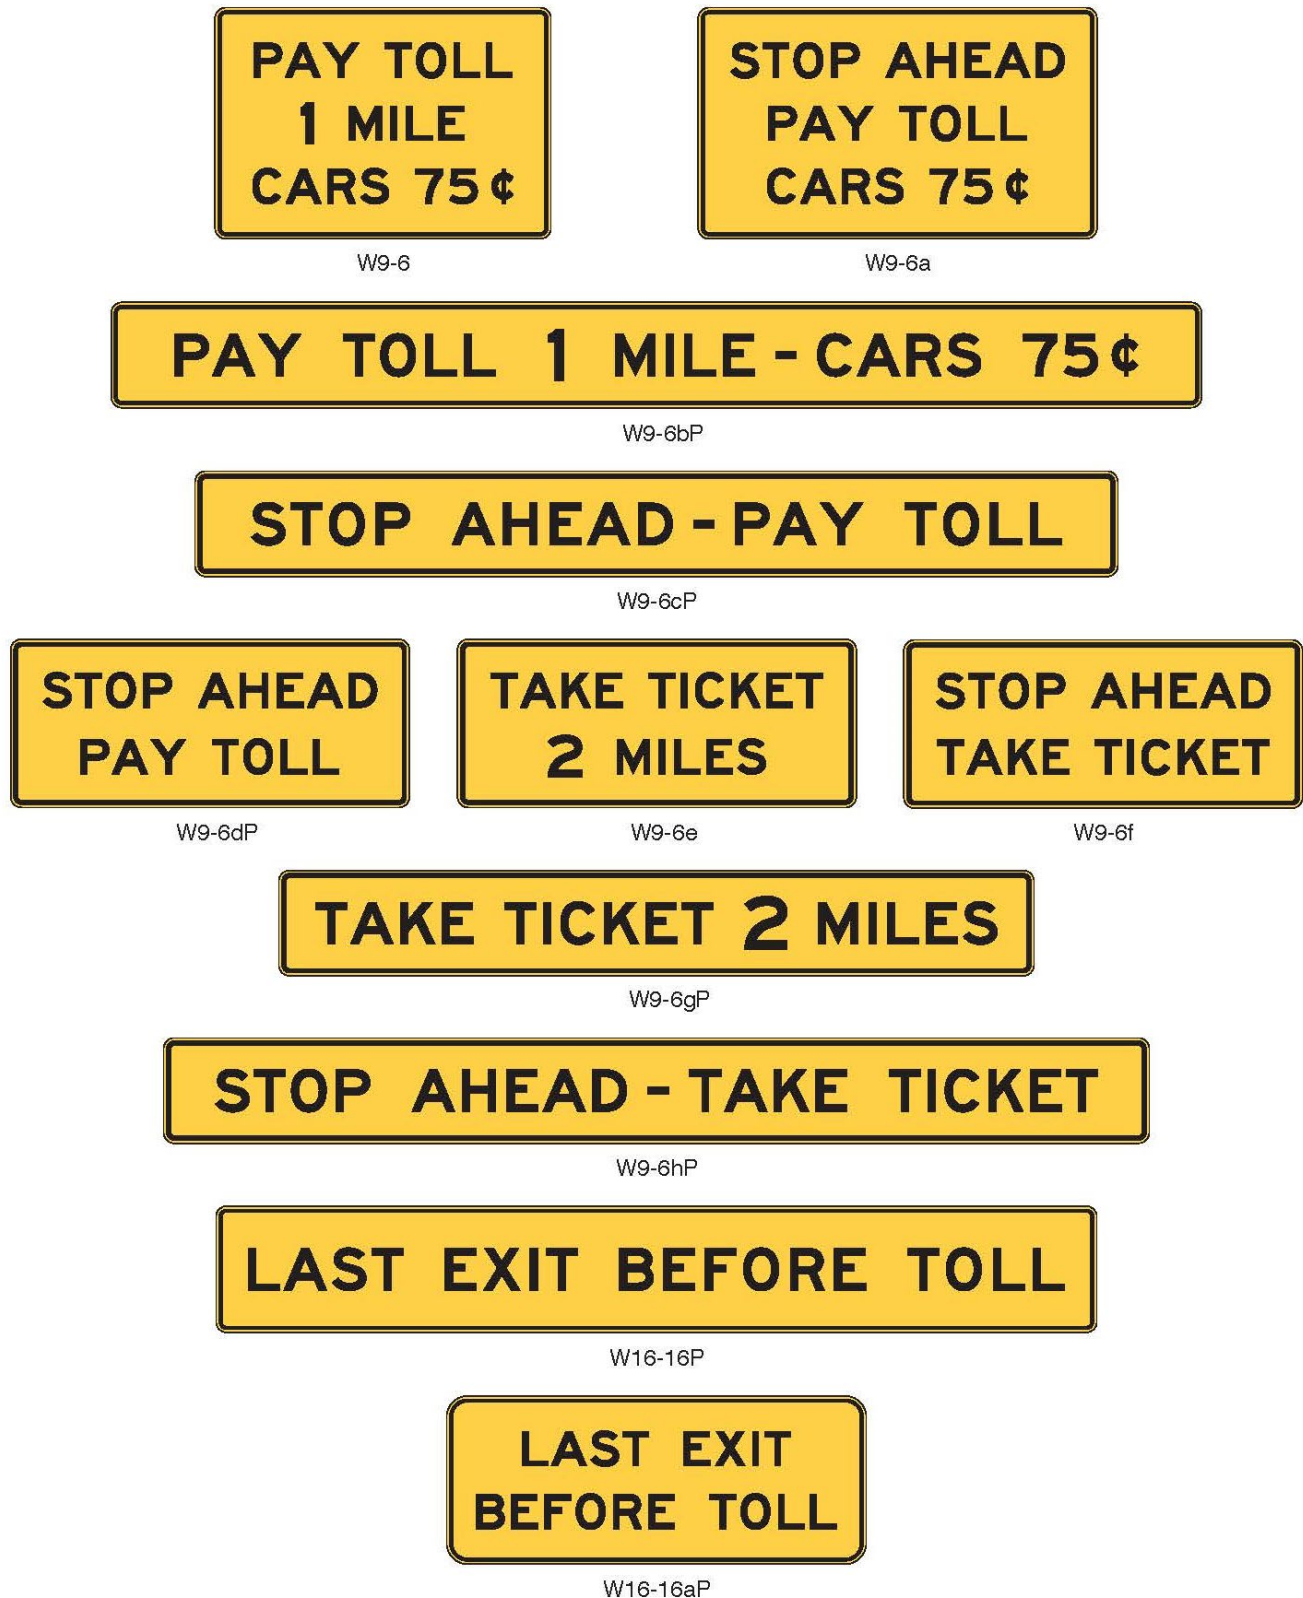 PAY TOLL
1 MILE
CARS 75¢
W9-6
STOP AHEAD
PAY TOLL
CARS 75¢
W9-6a
PAY TOLL 1 MILE - CARS 75¢
W9-6bP
STOP AHEAD - PAY TOLL
W9-6cP
STOP AHEAD
PAY TOLL
W9-6dP
TAKE TICKET
2 MILES
W9-6e
STOP AHEAD
TAKE TICKET
W9-6f
TAKE TICKET 2 MILES
W9-6gP
STOP AHEAD - TAKE TICKET
W9-6hP
LAST EXIT BEFORE TOLL
W16-16P
LAST EXIT
BEFORE TOLL
W16-16aP